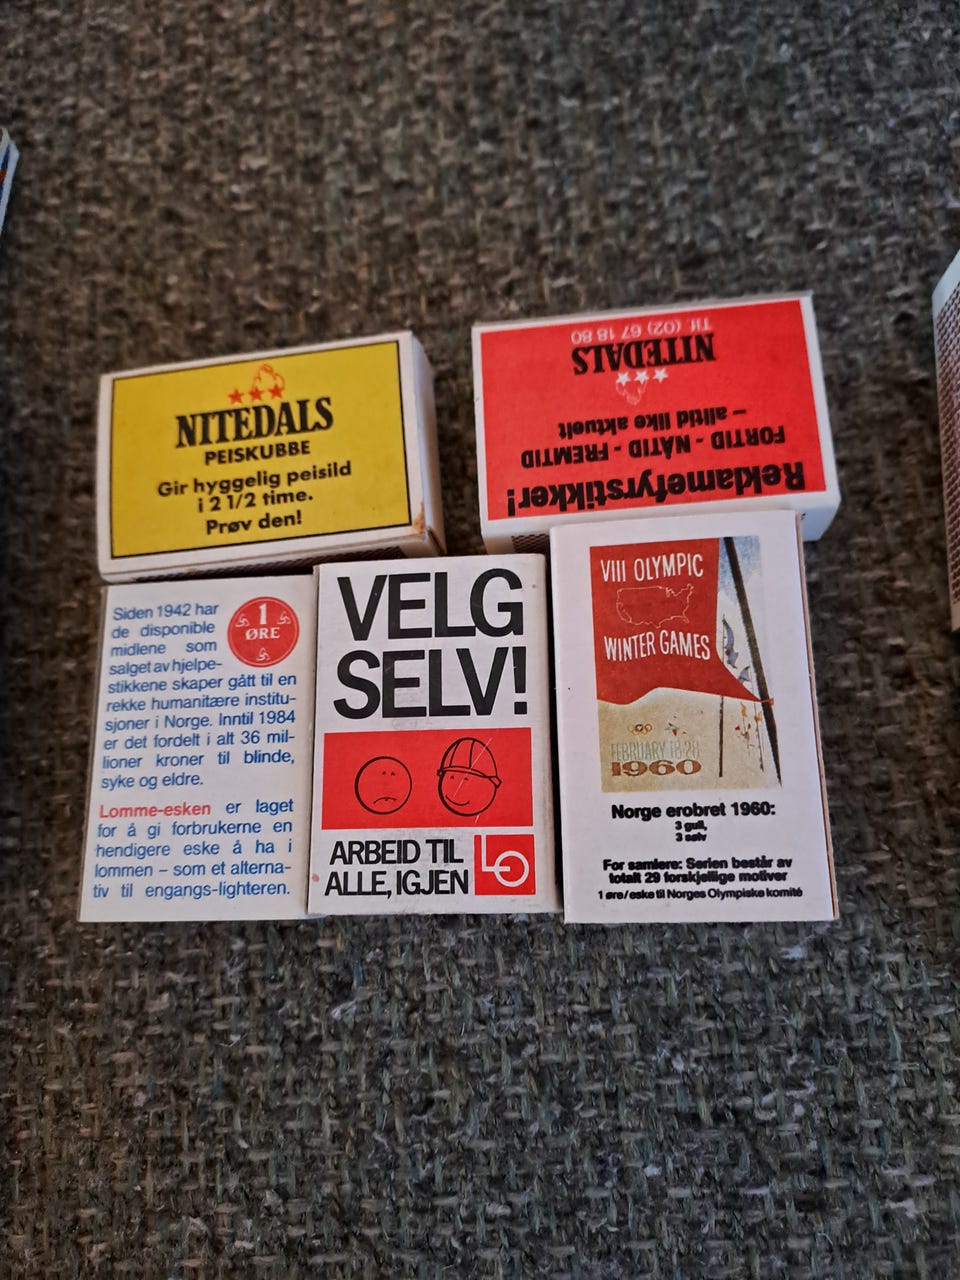 NITEDALS
PEISKUBBE
Gir hyggelig peisild
i 2 1/2 time.
Prøv den!
Reklamefyrstikker!
FORTID - NÅTID - FREMTID
– alltid like aktuelt
NITEDALS
Tlf. (02) 67 18 80
Siden 1942 har
de disponible
midlene som
salget av hjelpe-
stikkene skaper gått til en
rekke humanitære institu-
sjoner i Norge. Inntil 1984
er det fordelt i alt 36 mil-
lioner kroner til blinde,
syke og eldre.
1
ØRE
Lomme-esken er laget
for å gi forbrukerne en
hendigere eske å ha i
lommen – som et alterna-
tiv til engangs-lighteren.
VELG
SELV!
ARBEID TIL
ALLE, IGJEN
LO
VIII OLYMPIC
WINTER GAMES
FEBRUARY 18-28
1960
Norge erobret 1960:
3 gull,
3 sølv
For samlere: Serien består av
totalt 29 forskjellige motiver
1 øre/eske til Norges Olympiske komité